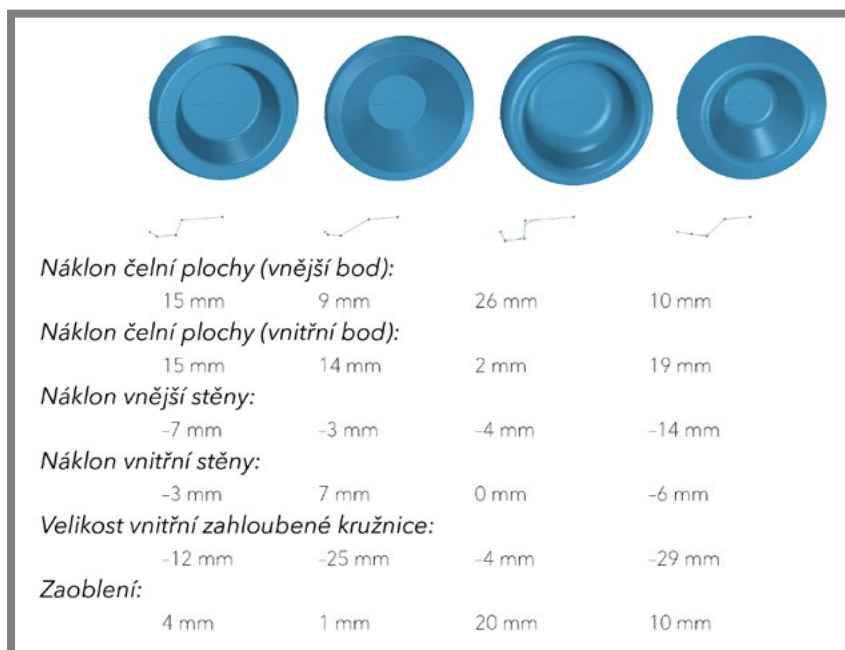 Náklon čelní plochy (vnější bod):
15 mm 9 mm 26 mm 10 mm
Náklon čelní plochy (vnitřní bod):
15 mm 14 mm 2 mm 19 mm
Náklon vnější stěny:
–7 mm –3 mm –4 mm –14 mm
Náklon vnitřní stěny:
–3 mm 7 mm 0 mm –6 mm
Velikost vnitřní zahloubené kružnice:
–12 mm –25 mm –4 mm –29 mm
Zaoblení:
4 mm 1 mm 20 mm 10 mm